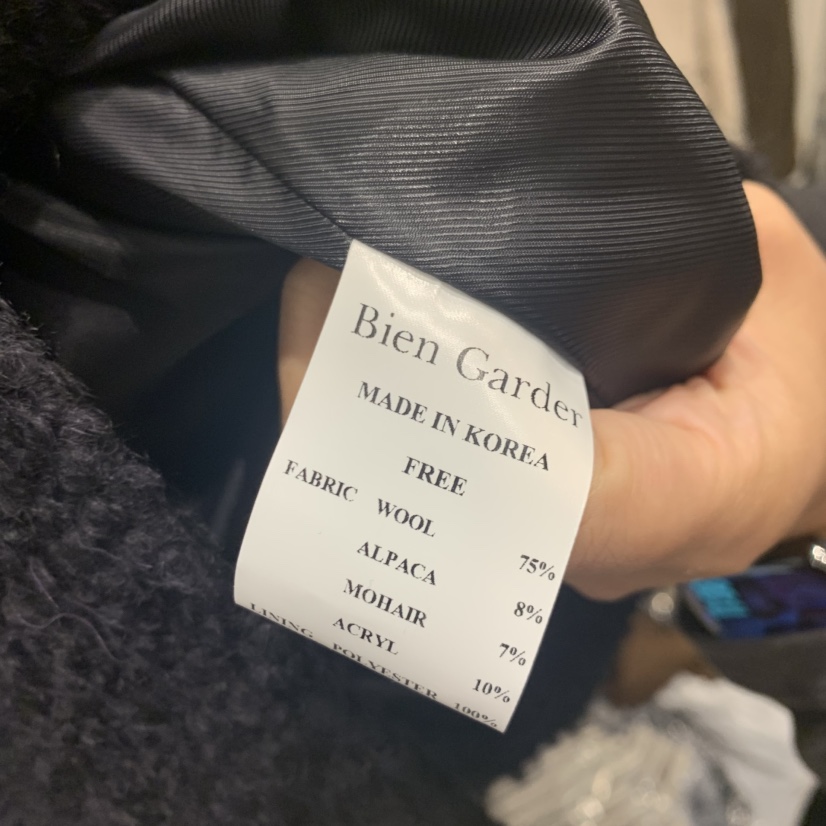 Bien Garder
MADE IN KOREA
FREE
FABRIC WOOL 75%
ALPACA 8%
MOHAIR 7%
ACRYL 10%
LINING POLYESTER 100%